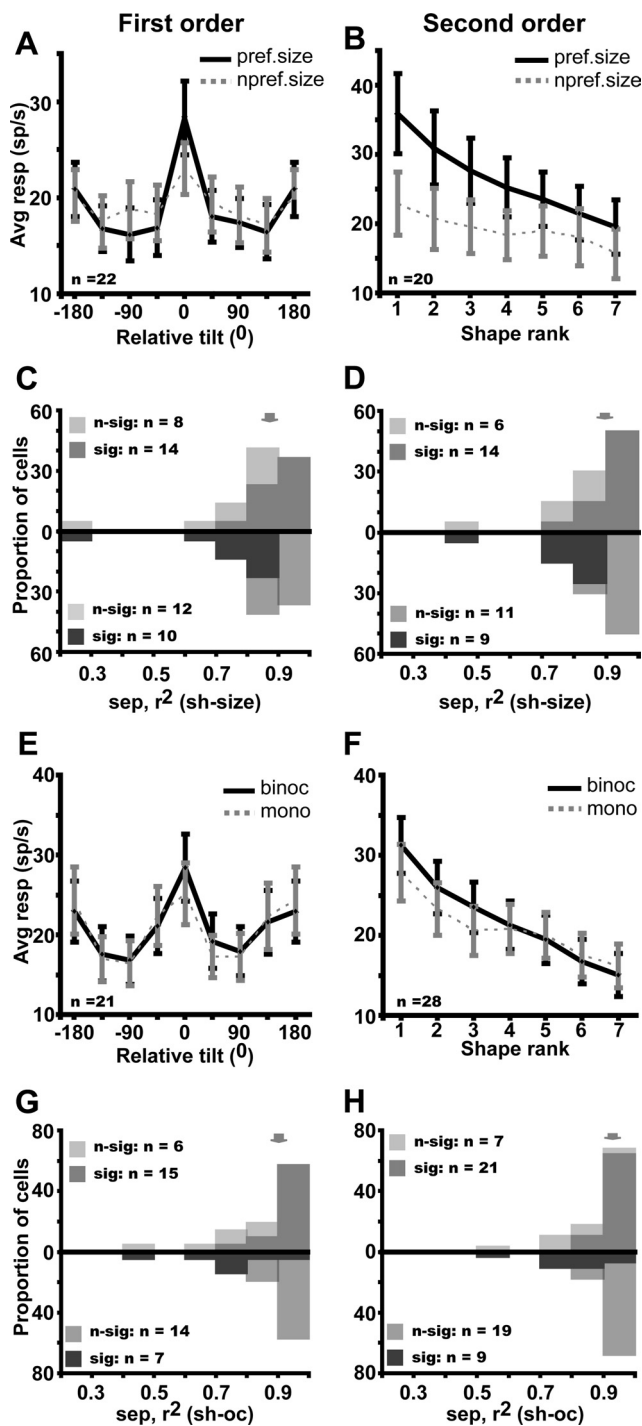 First order
Second order
A
pref.size
npref.size
Avg resp (sp/s)
30
20
10
n =22
-180
-90
0
90
180
Relative tilt (⁰)
B
pref.size
npref.size
40
30
20
10
n =20
1 2 3 4 5 6 7
Shape rank
C
Proportion of cells
60
30
0
30
60
n-sig: n = 8
sig: n = 14
n-sig: n = 12
sig: n = 10
0.3 0.5 0.7 0.9
sep, r² (sh-size)
D
60
30
0
30
60
n-sig: n = 6
sig: n = 14
n-sig: n = 11
sig: n = 9
0.3 0.5 0.7 0.9
sep, r² (sh-size)
E
binoc
mono
Avg resp (sp/s)
40
30
20
10
n =21
-180 -90 0 90 180
Relative tilt (⁰)
F
binoc
mono
40
30
20
10
n =28
1 2 3 4 5 6 7
Shape rank
G
Proportion of cells
80
40
0
40
80
n-sig: n = 6
sig: n = 15
n-sig: n = 14
sig: n = 7
0.3 0.5 0.7 0.9
sep, r² (sh-oc)
H
80
40
0
40
80
n-sig: n = 7
sig: n = 21
n-sig: n = 19
sig: n = 9
0.3 0.5 0.7 0.9
sep, r² (sh-oc)